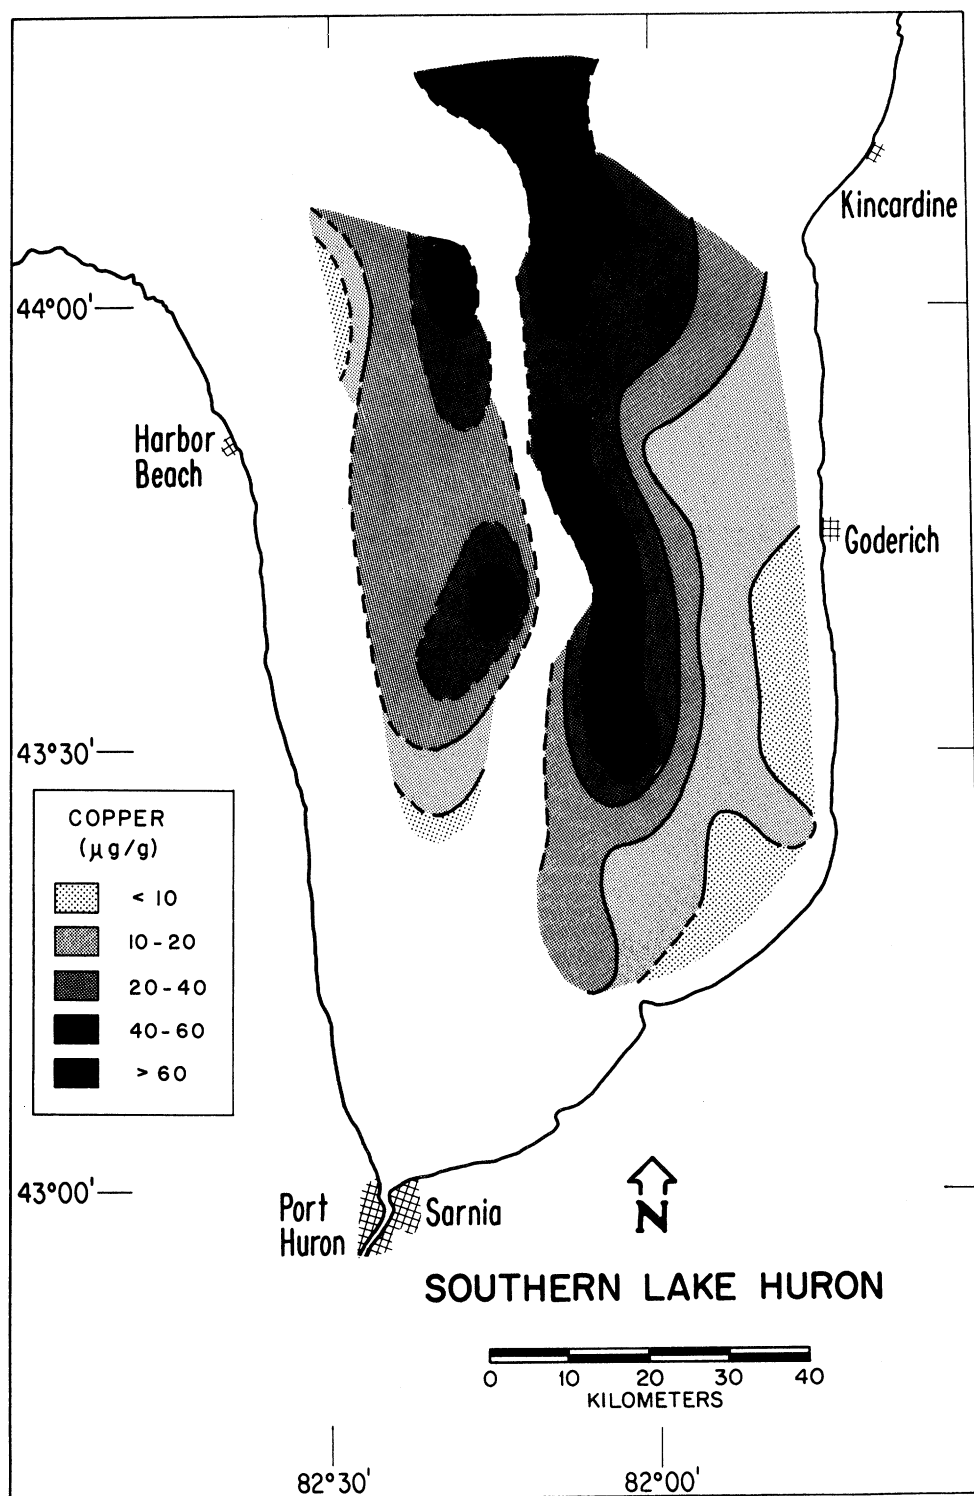 Kincardine
44°00'
Harbor
Beach
Goderich
43°30'
COPPER
(μg/g)
< 10
10-20
20-40
40-60
> 60
43°00'
Port
Huron
Sarnia
N
SOUTHERN LAKE HURON
0 10 20 30 40
KILOMETERS
82°30' 82°00'